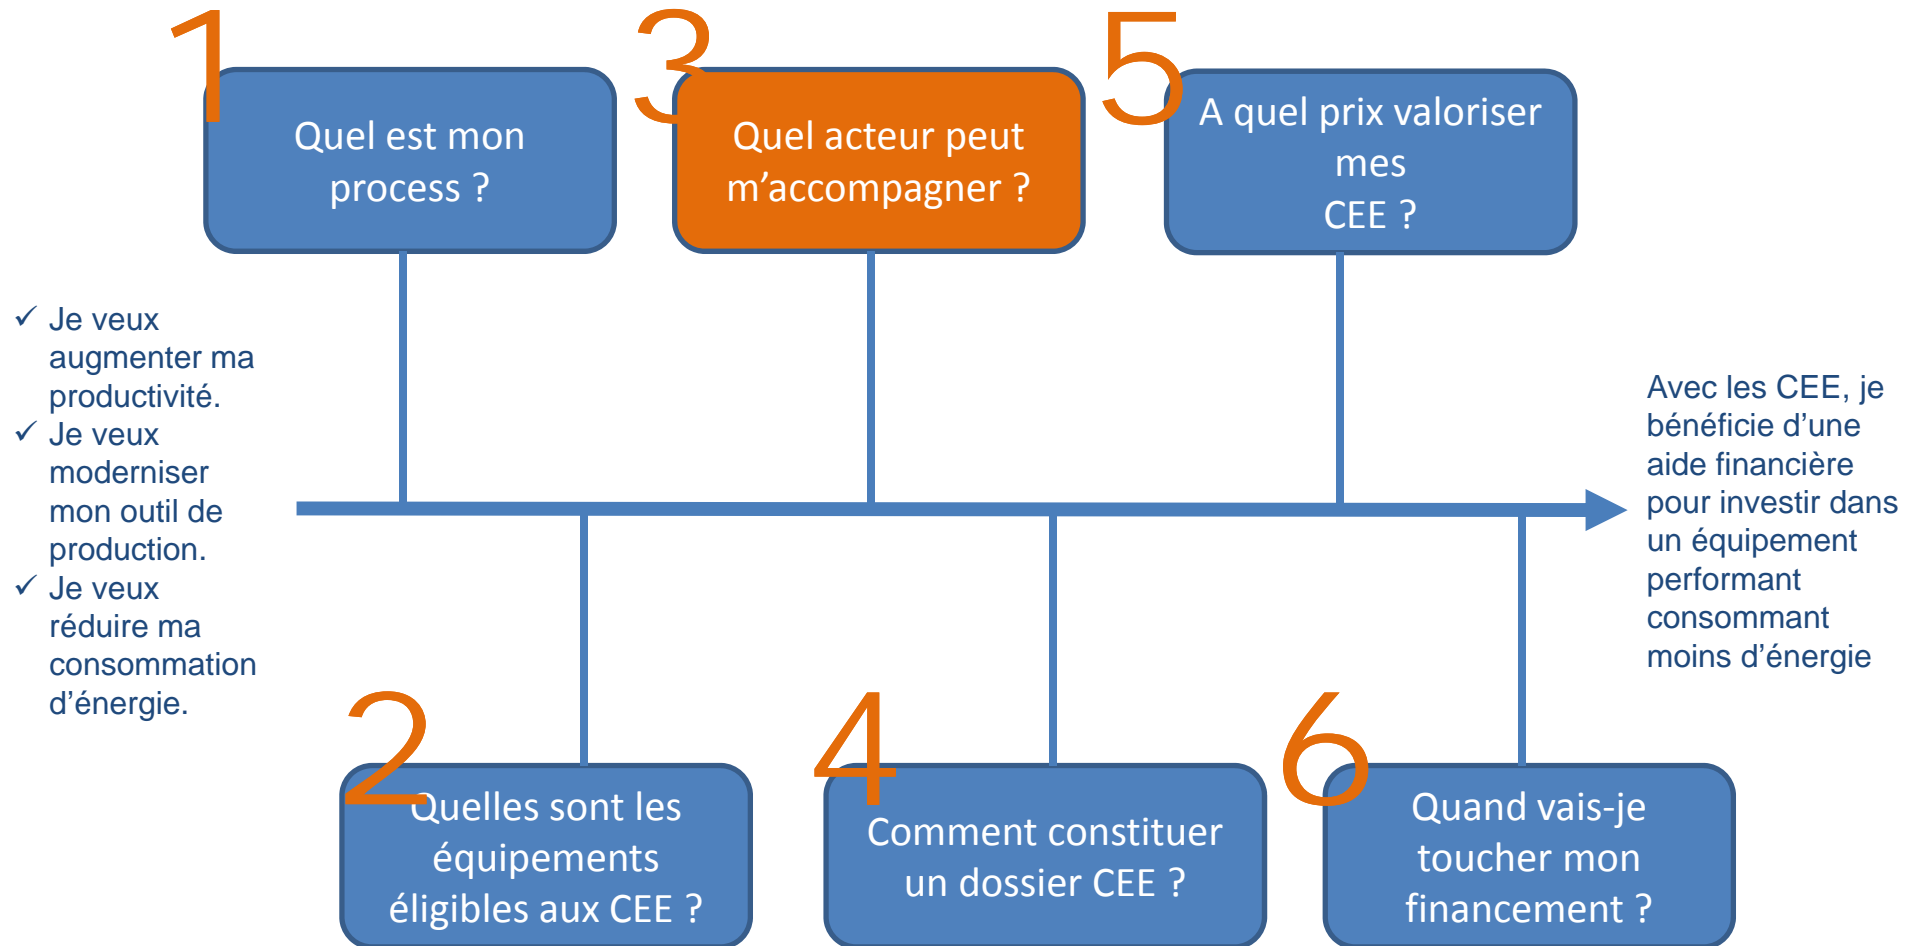 1
Quel est mon
process ?
3
Quel acteur peut
m’accompagner ?
5
A quel prix valoriser
mes
CEE ?
✓ Je veux
augmenter ma
productivité.
✓ Je veux
moderniser
mon outil de
production.
✓ Je veux
réduire ma
consommation
d’énergie.
Avec les CEE, je
bénéficie d’une
aide financière
pour investir dans
un équipement
performant
consommant
moins d’énergie
2
Quelles sont les
équipements
éligibles aux CEE ?
4
Comment constituer
un dossier CEE ?
6
Quand vais-je
toucher mon
financement ?